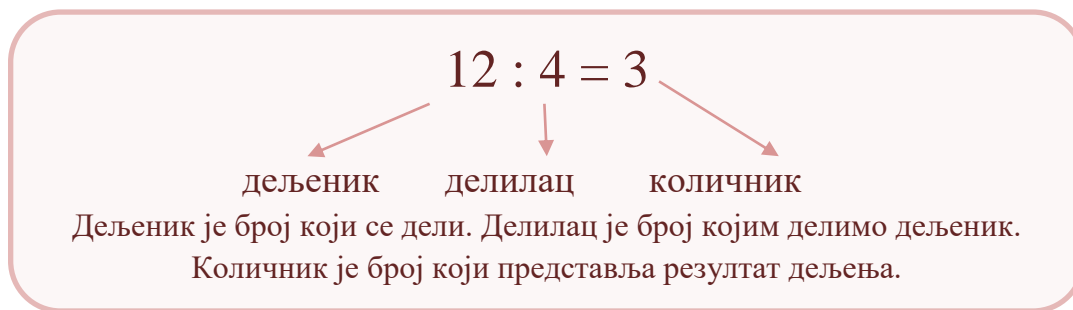 12 : 4 = 3
дељеник делилац количник
Дељеник је број који се дели. Делилац је број којим делимо дељеник.
Количник је број који представља резултат дељења.